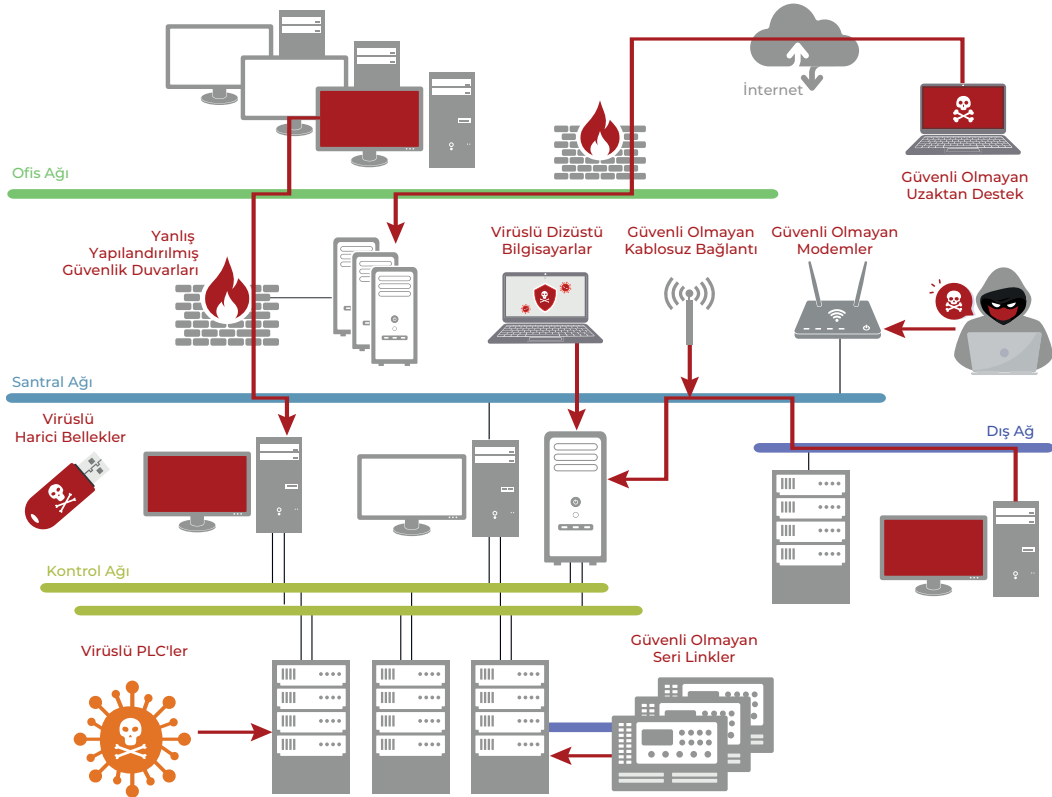 İnternet
Güvenli Olmayan
Uzaktan Destek
Ofis Ağı
Yanlış
Yapılandırılmış
Güvenlik Duvarları
Virüslü Dizüstü
Bilgisayarlar
Güvenli Olmayan
Kablosuz Bağlantı
Güvenli Olmayan
Modemler
Santral Ağı
Virüslü
Harici Bellekler
Dış Ağ
Kontrol Ağı
Virüslü PLC'ler
Güvenli Olmayan
Seri Linkler